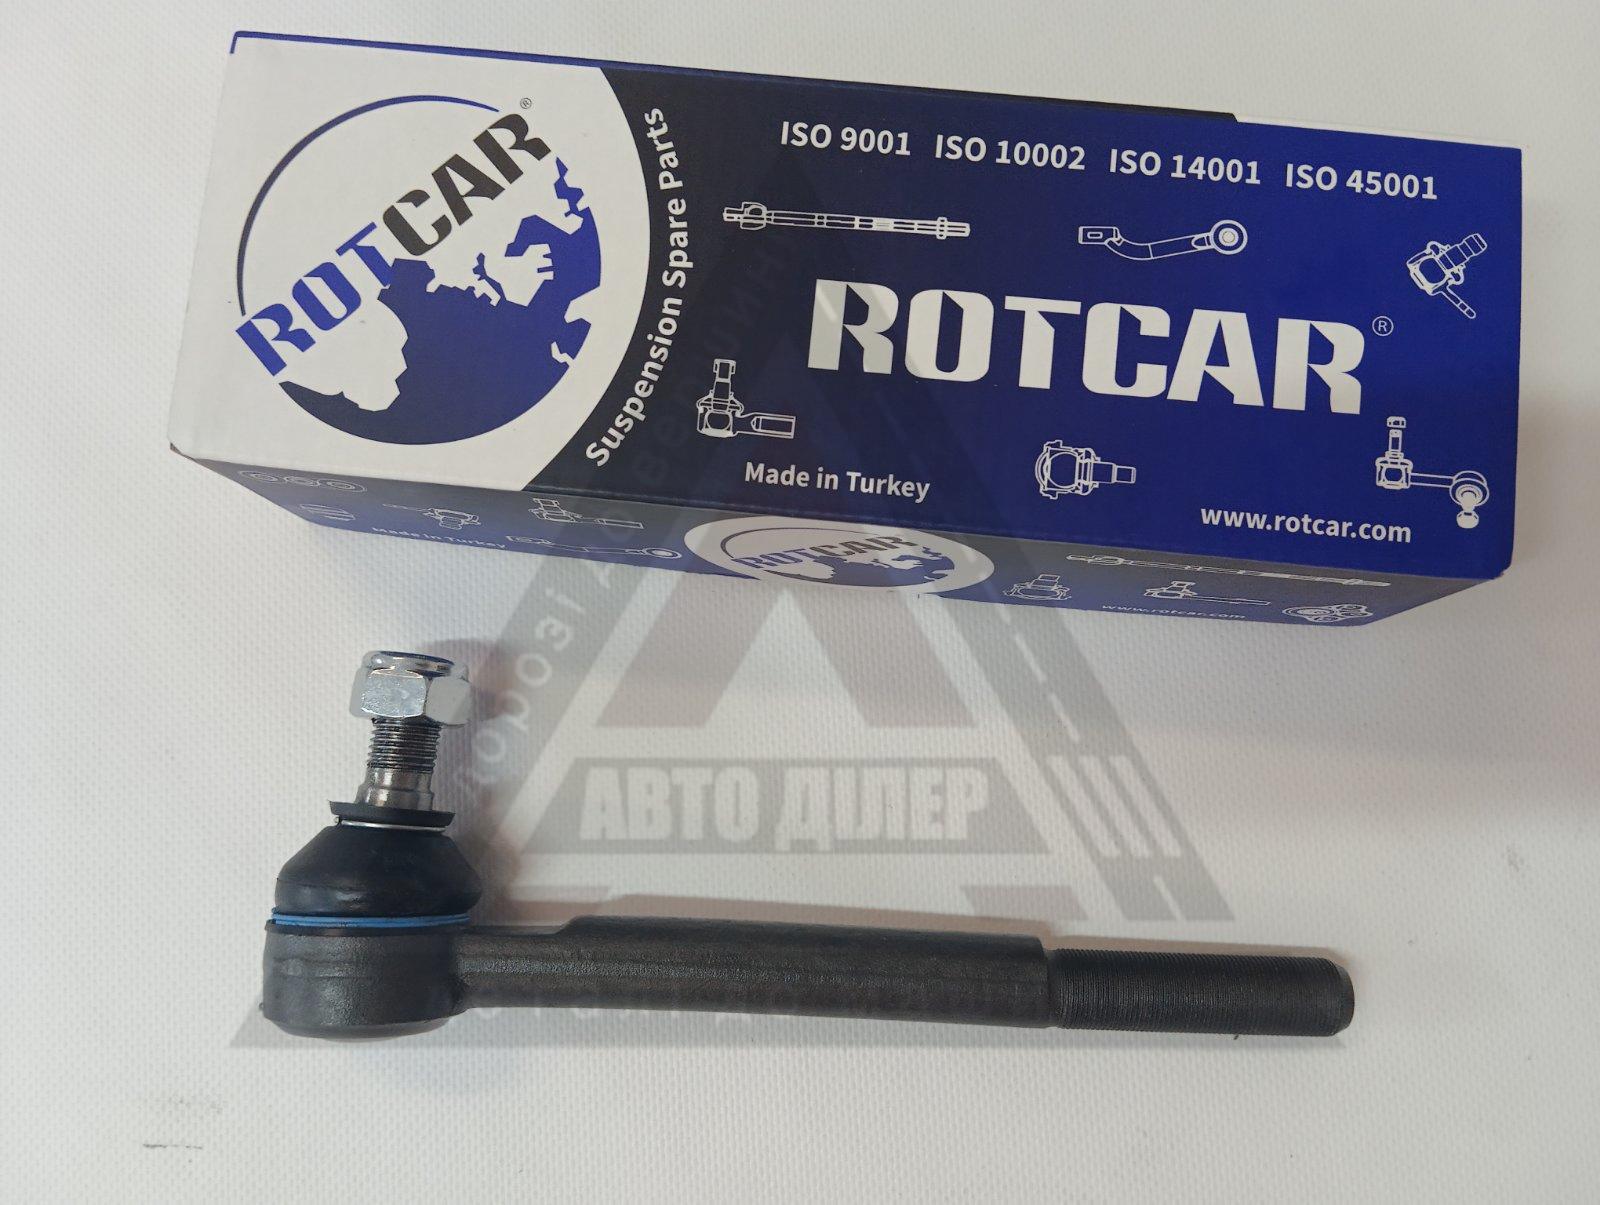 ROTCAR®
Suspension Spare Parts
ISO 9001 ISO 10002 ISO 14001 ISO 45001
ROTCAR®
Made in Turkey
www.rotcar.com
Made in Turkey
ROTCAR
www.rotcar.com
АВТО ДІЛЕР